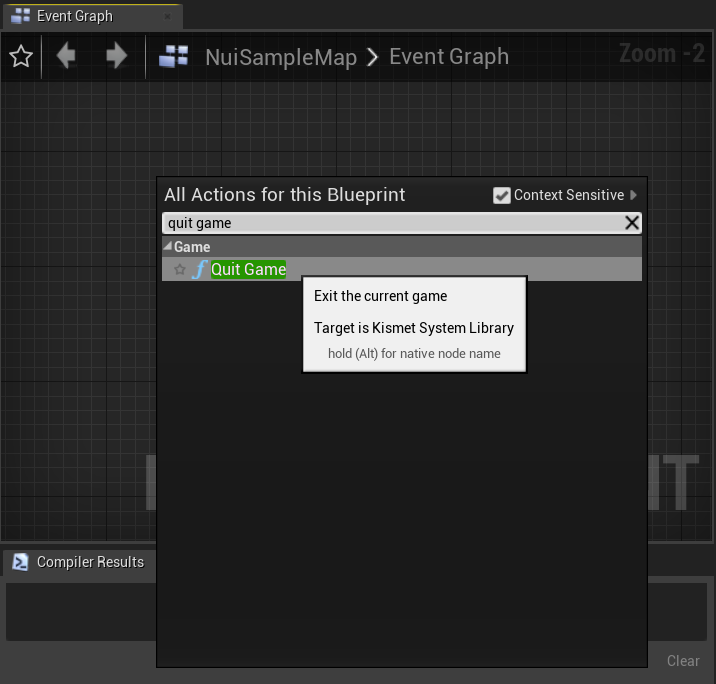 Event Graph
NuiSampleMap > Event Graph
Zoom -2
All Actions for this Blueprint
Context Sensitive
quit game
Game
Quit Game
Exit the current game
Target is Kismet System Library
hold (Alt) for native node name
Compiler Results
Clear